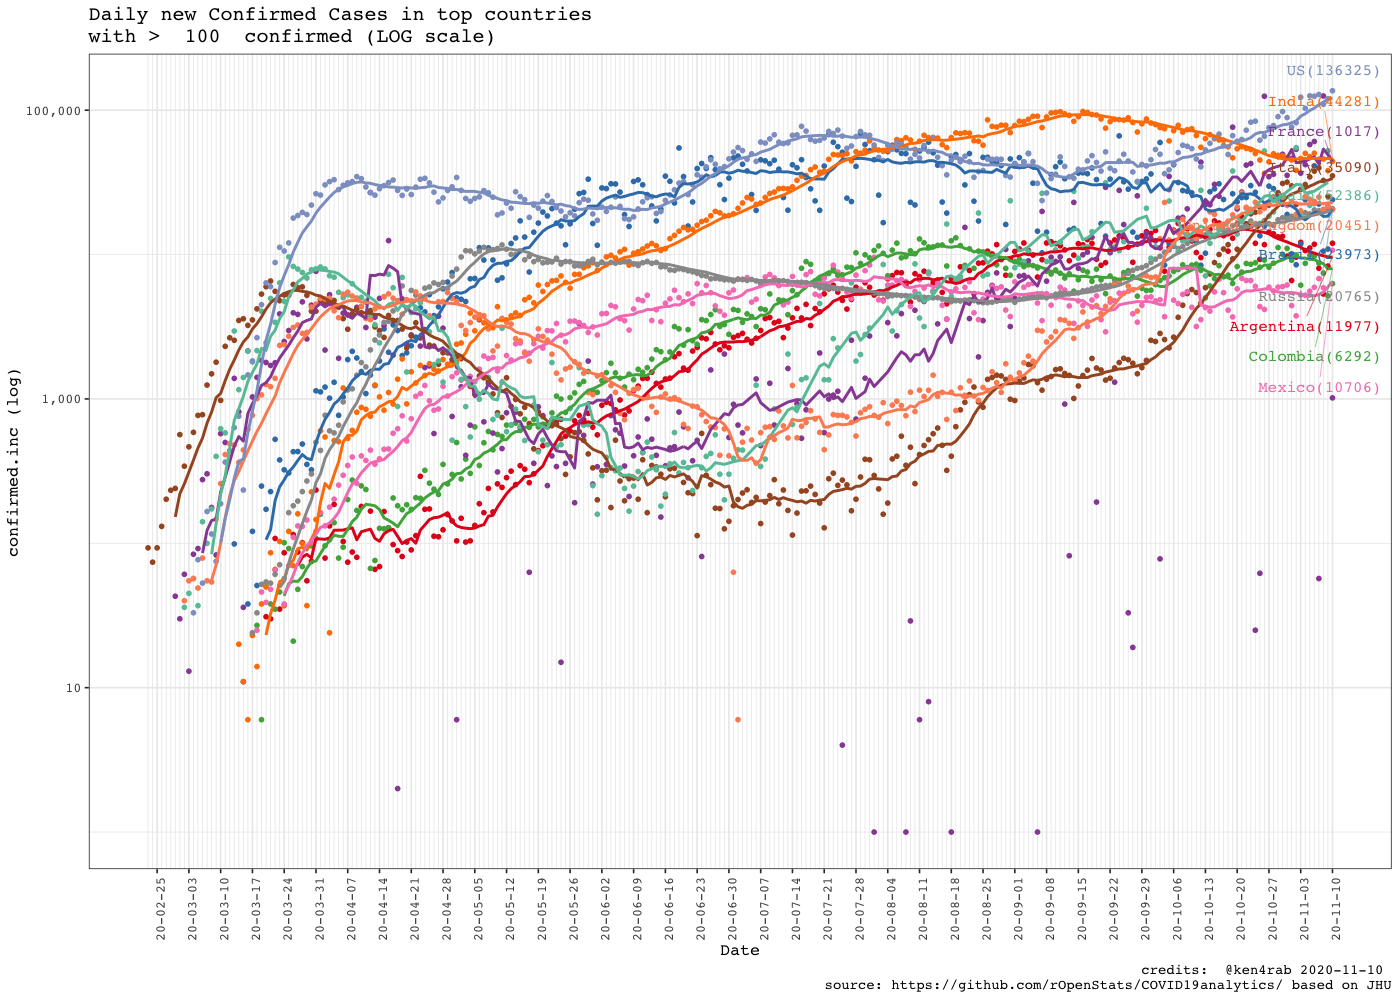 Daily new Confirmed Cases in top countries
with >  100  confirmed (LOG scale)
confirmed.inc (log)
100,000
1,000
10
US(136325)
India(44281)
France(1017)
Italy(35090)
Brazil(23973)
Russia(20765)
Argentina(11977)
Colombia(6292)
Mexico(10706)
20-02-25
20-03-03
20-03-10
20-03-17
20-03-24
20-03-31
20-04-07
20-04-14
20-04-21
20-04-28
20-05-05
20-05-12
20-05-19
20-05-26
20-06-02
20-06-09
20-06-16
20-06-23
20-06-30
20-07-07
20-07-14
20-07-21
20-07-28
20-08-04
20-08-11
20-08-18
20-08-25
20-09-01
20-09-08
20-09-15
20-09-22
20-09-29
20-10-06
20-10-13
20-10-20
20-10-27
20-11-03
20-11-10
Date
credits:  @ken4rab 2020-11-10
source: https://github.com/rOpenStats/COVID19analytics/ based on JHU